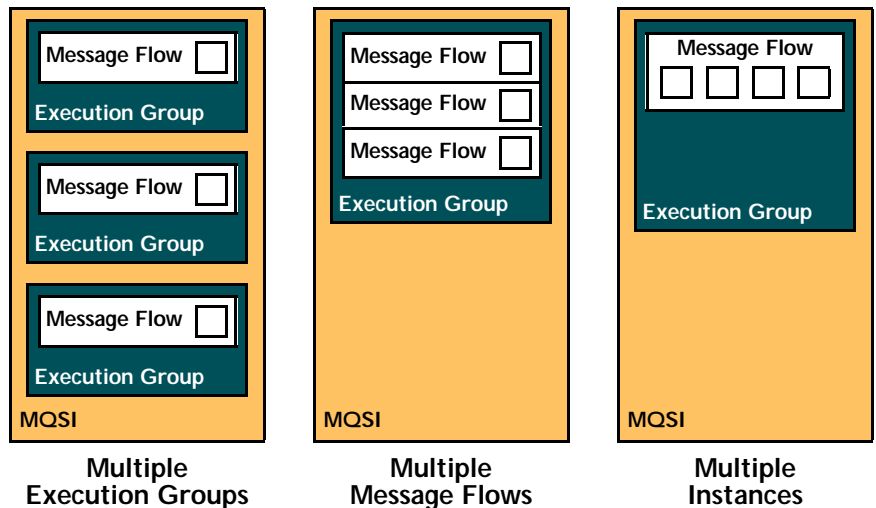 Message Flow
Execution Group
Message Flow
Execution Group
Message Flow
Execution Group
MQSI
Multiple
Execution Groups
Message Flow
Message Flow
Message Flow
Execution Group
MQSI
Multiple
Message Flows
Message Flow
Execution Group
MQSI
Multiple
Instances